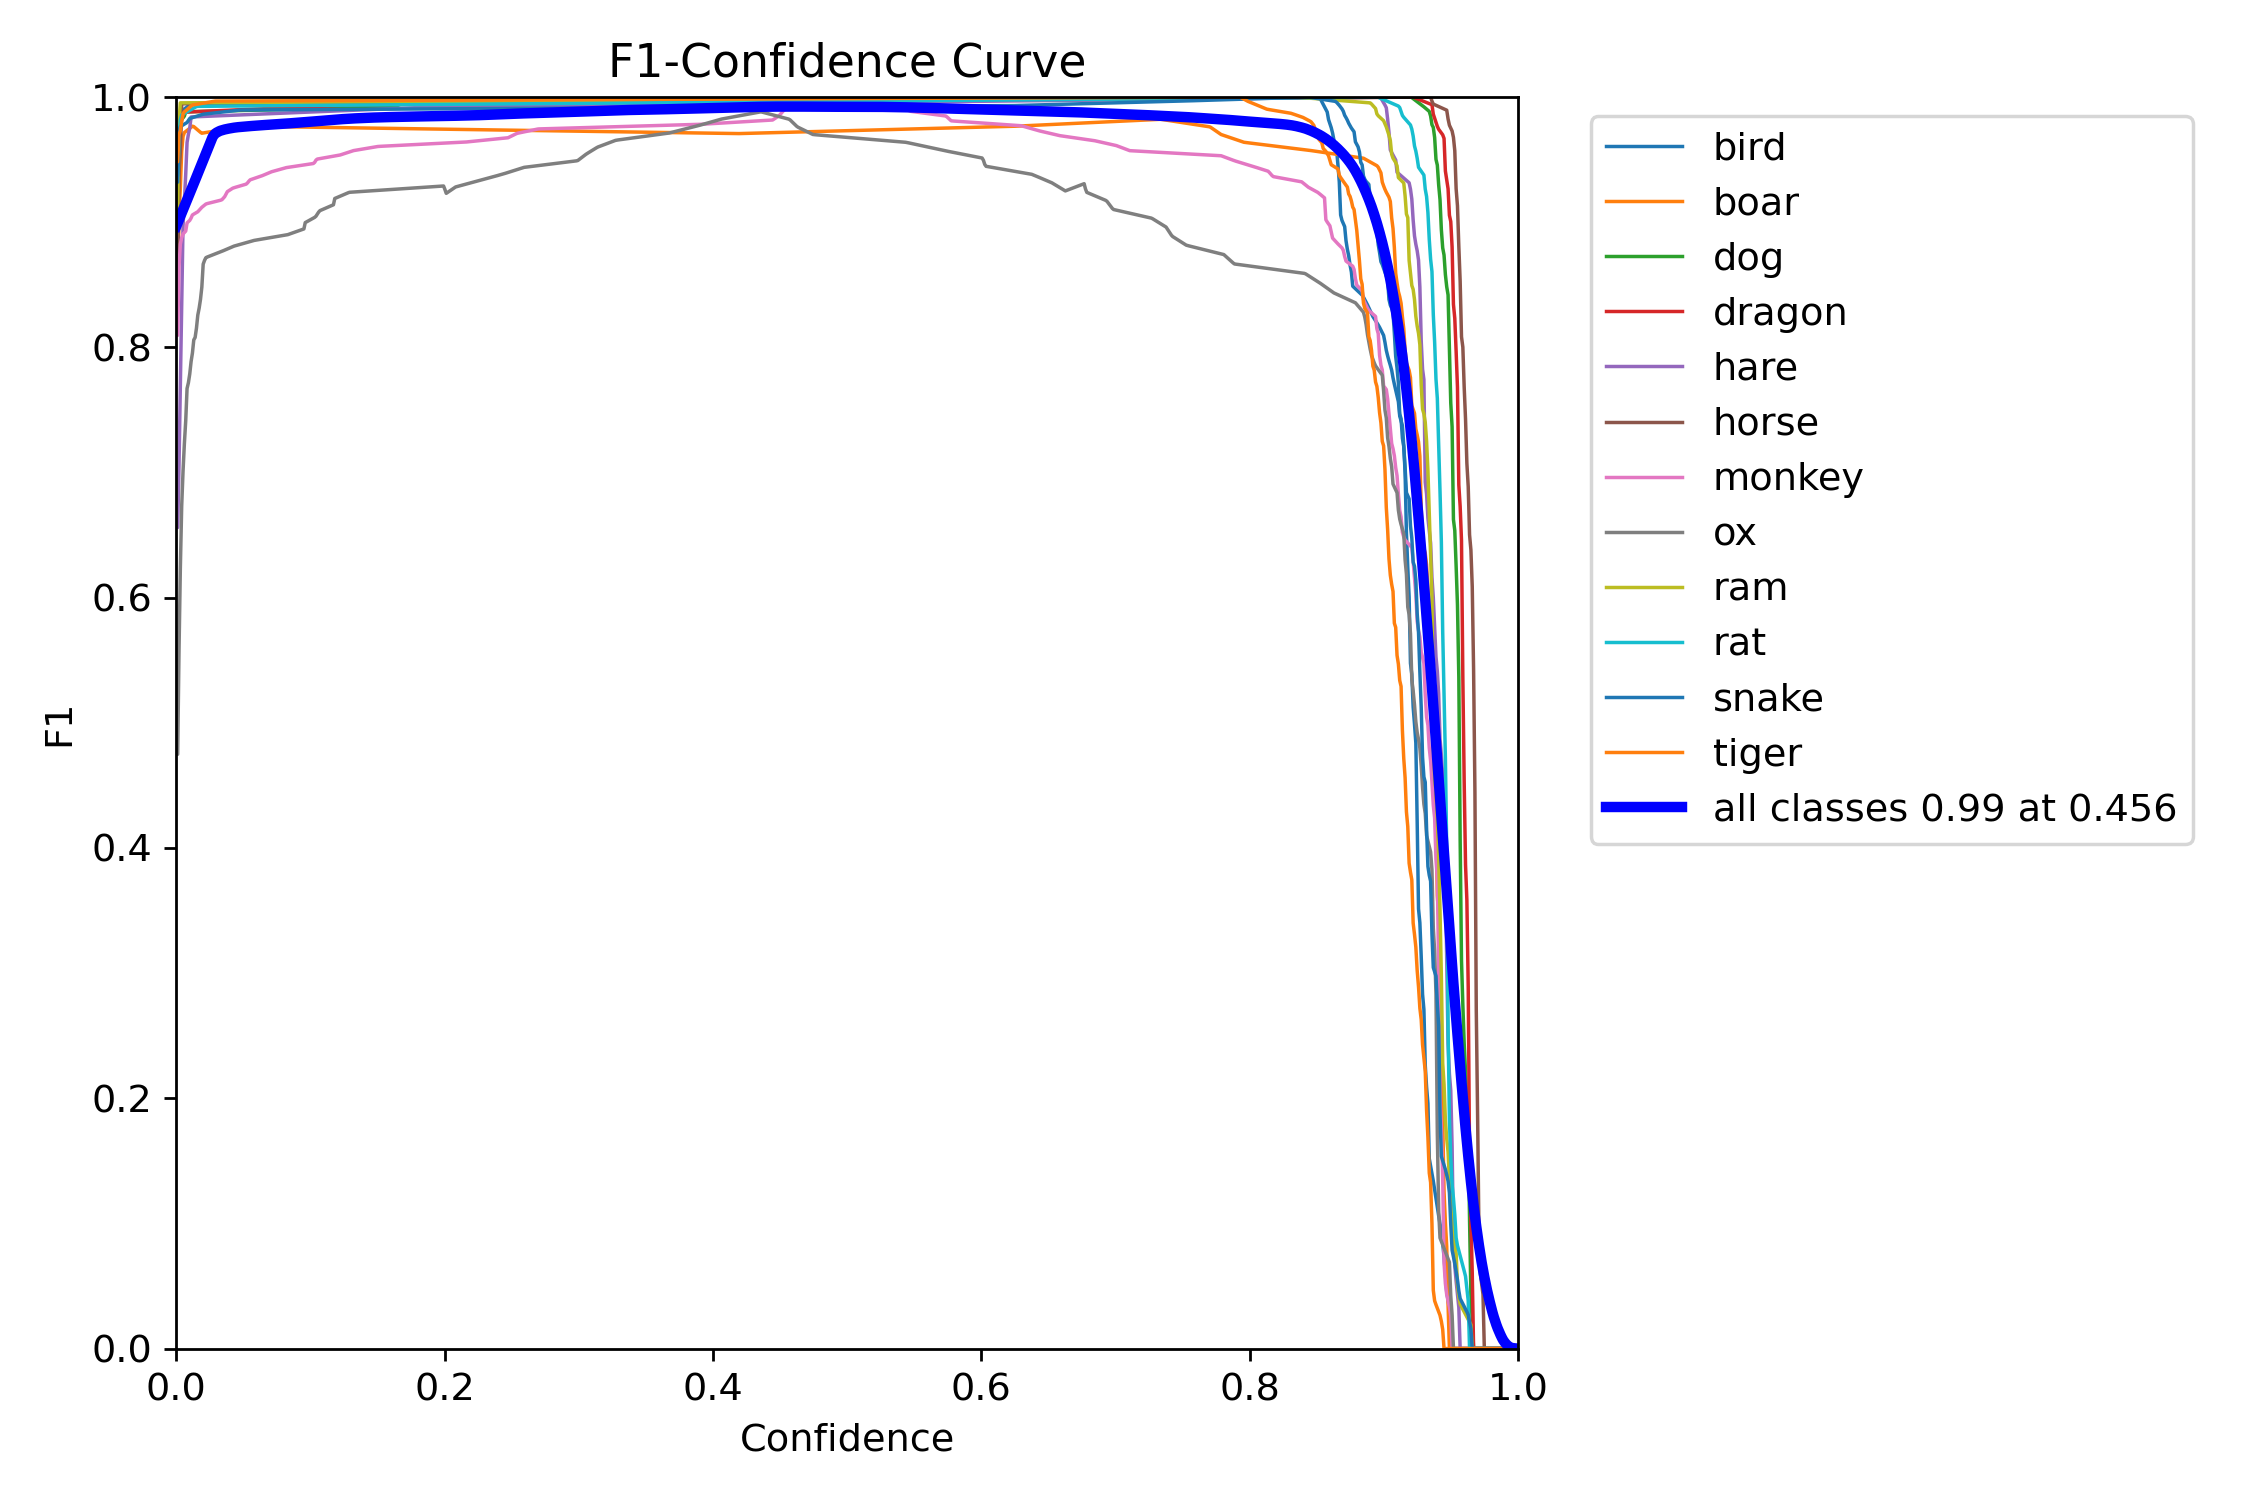 F1-Confidence Curve
1.0
0.8
0.6
0.4
0.2
0.0
F1
0.0 0.2 0.4 0.6 0.8 1.0
Confidence
bird
boar
dog
dragon
hare
horse
monkey
ox
ram
rat
snake
tiger
all classes 0.99 at 0.456